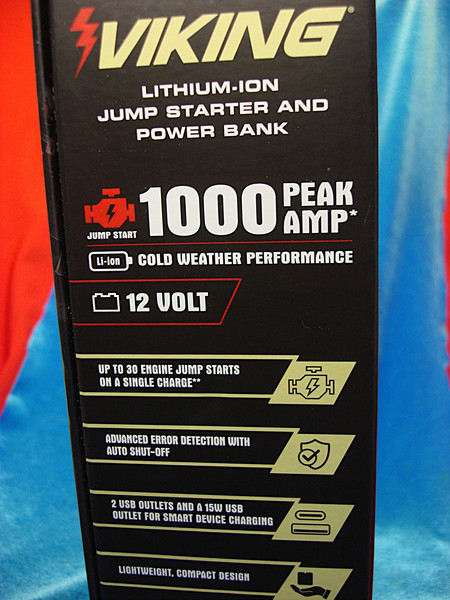 VIKING®
LITHIUM-ION
JUMP STARTER AND
POWER BANK
JUMP START
1000 PEAK AMP*
Li-ion COLD WEATHER PERFORMANCE
12 VOLT
UP TO 30 ENGINE JUMP STARTS
ON A SINGLE CHARGE**
ADVANCED ERROR DETECTION WITH
AUTO SHUT-OFF
2 USB OUTLETS AND A 15W USB
OUTLET FOR SMART DEVICE CHARGING
LIGHTWEIGHT, COMPACT DESIGN